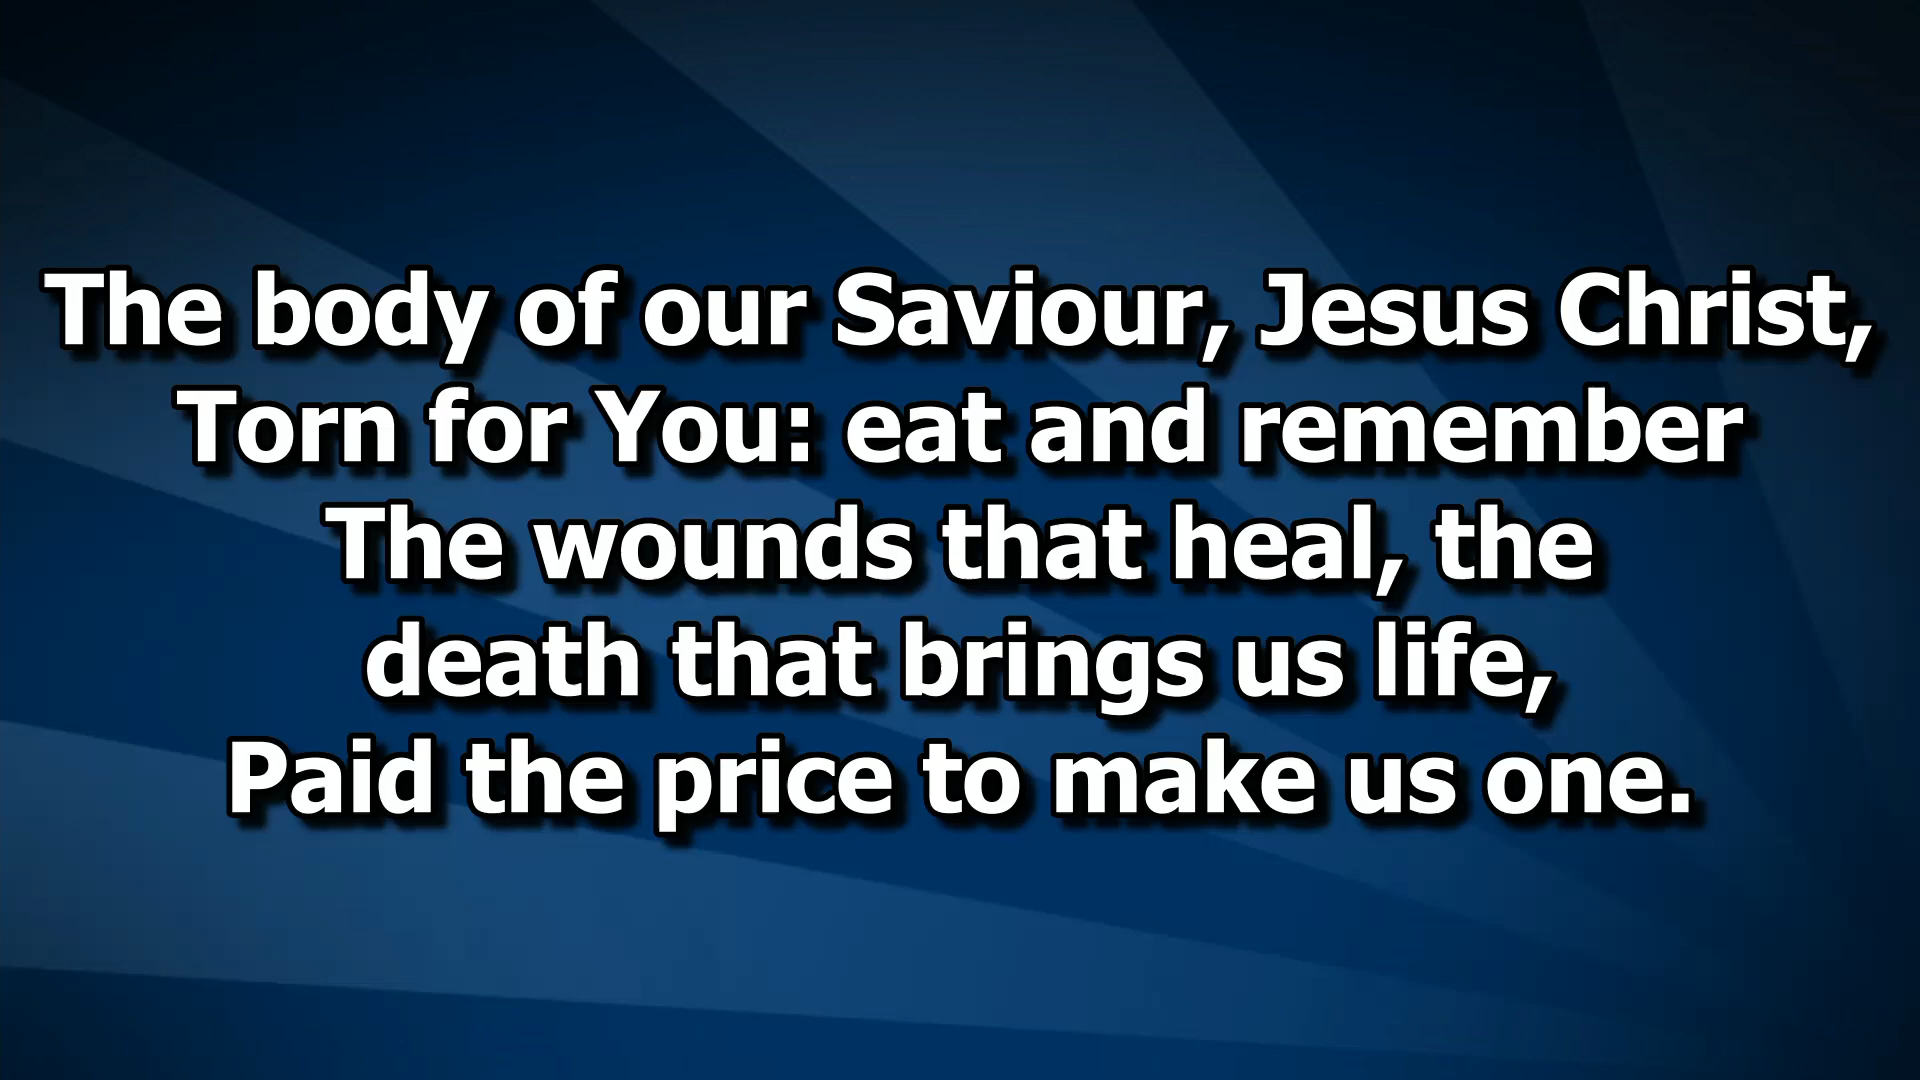 The body of our Saviour, Jesus Christ,
Torn for You: eat and remember
The wounds that heal, the
death that brings us life,
Paid the price to make us one.